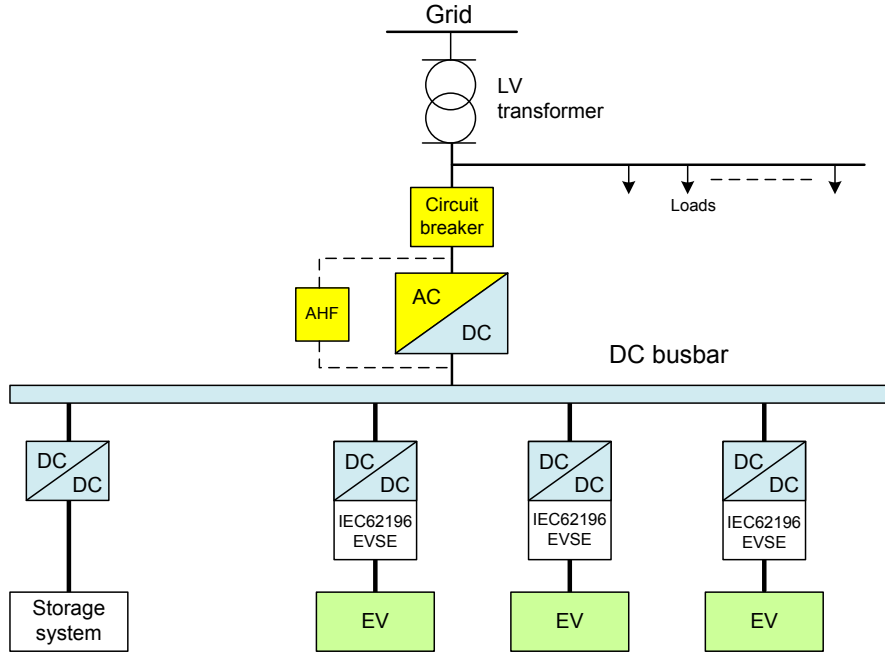 Grid
LV
transformer
Loads
Circuit
breaker
AHF
AC
DC
DC busbar
DC
DC
DC
DC
DC
DC
DC
DC
IEC62196
EVSE
IEC62196
EVSE
IEC62196
EVSE
Storage
system
EV
EV
EV